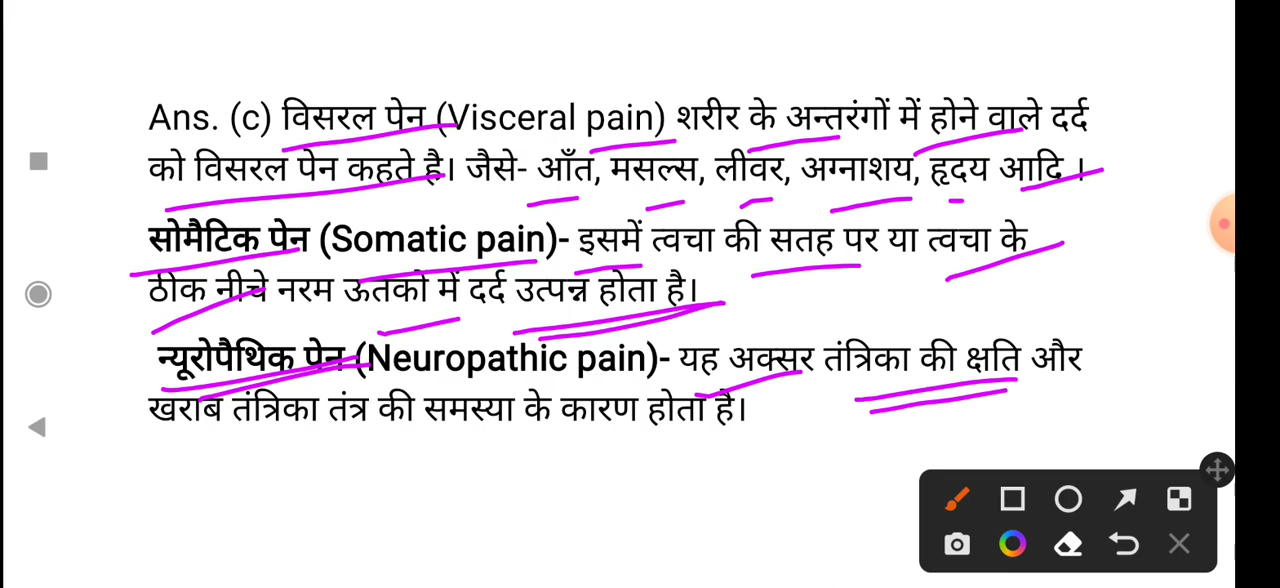 Ans. (c) विसरल पेन (Visceral pain) शरीर के अन्तरंगों में होने वाले दर्द
को विसरल पेन कहते है। जैसे- आँत, मसल्स, लीवर, अग्नाशय, हृदय आदि ।
सोमैटिक पेन (Somatic pain)- इसमें त्वचा की सतह पर या त्वचा के
ठीक नीचे नरम ऊतकों में दर्द उत्पन्न होता है।
न्यूरोपैथिक पेन (Neuropathic pain)- यह अक्सर तंत्रिका की क्षति और
खराब तंत्रिका तंत्र की समस्या के कारण होता है।